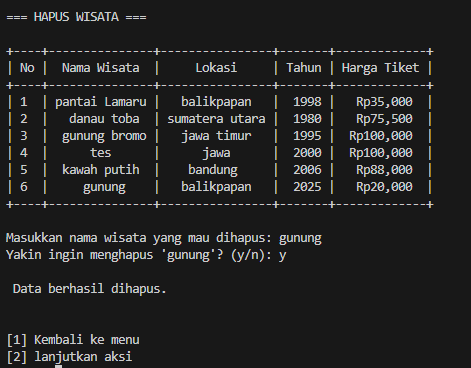 === HAPUS WISATA ===
+----+---------------+----------------+-------+-------------+
| No | Nama Wisata | Lokasi | Tahun | Harga Tiket |
+----+---------------+----------------+-------+-------------+
| 1 | pantai Lamaru | balikpapan | 1998 | Rp35,000 |
| 2 | danau toba | sumatera utara | 1980 | Rp75,500 |
| 3 | gunung bromo | jawa timur | 1995 | Rp100,000 |
| 4 | tes | jawa | 2000 | Rp100,000 |
| 5 | kawah putih | bandung | 2006 | Rp88,000 |
| 6 | gunung | balikpapan | 2025 | Rp20,000 |
+----+---------------+----------------+-------+-------------+
Masukkan nama wisata yang mau dihapus: gunung
Yakin ingin menghapus 'gunung'? (y/n): y
Data berhasil dihapus.
[1] Kembali ke menu
[2] lanjutkan aksi